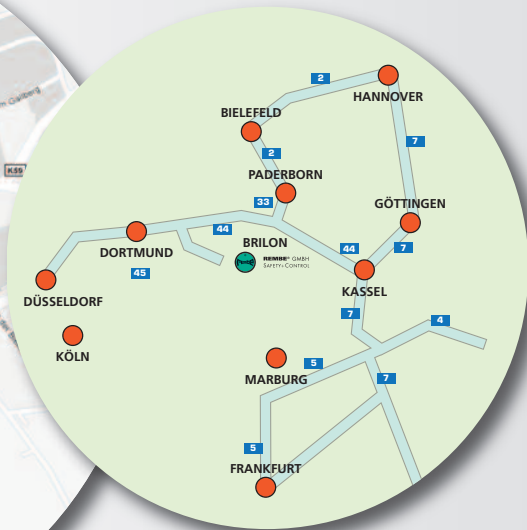 m Calfberg
K59
2
HANNOVER
BIELEFELD
7
2
PADERBORN
33
GÖTTINGEN
44
BRILON
44
7
DORTMUND
REMBE® GMBH
SAFETY+CONTROL
45
KASSEL
DÜSSELDORF
7
4
KÖLN
5
MARBURG
7
5
FRANKFURT